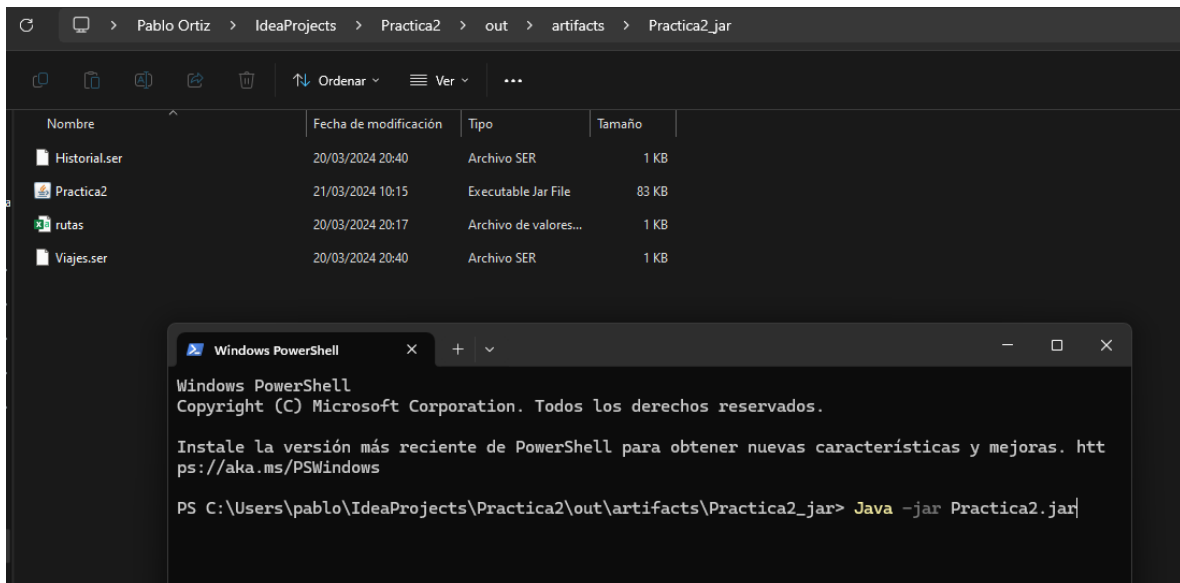 Pablo Ortiz > IdeaProjects > Practica2 > out > artifacts > Practica2_jar
Ordenar Ver ...
Nombre Fecha de modificación Tipo Tamaño
Historial.ser 20/03/2024 20:40 Archivo SER 1 KB
Practica2 21/03/2024 10:15 Executable Jar File 83 KB
rutas 20/03/2024 20:17 Archivo de valores... 1 KB
Viajes.ser 20/03/2024 20:40 Archivo SER 1 KB
Windows PowerShell
Windows PowerShell
Copyright (C) Microsoft Corporation. Todos los derechos reservados.
Instale la versión más reciente de PowerShell para obtener nuevas características y mejoras. htt
ps://aka.ms/PSWindows
PS C:\Users\pablo\IdeaProjects\Practica2\out\artifacts\Practica2_jar> Java -jar Practica2.jar